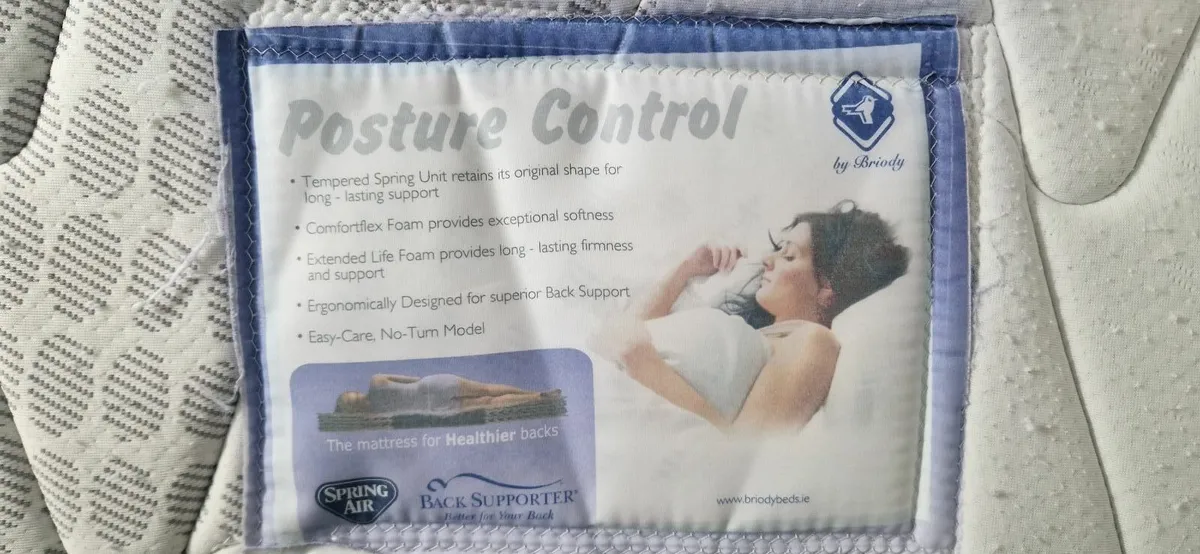 Posture Control
by Briody
• Tempered Spring Unit retains its original shape for
long - lasting support
• Comfortflex Foam provides exceptional softness
• Extended Life Foam provides long - lasting firmness
and support
• Ergonomically Designed for superior Back Support
• Easy-Care, No-Turn Model
The mattress for Healthier backs
SPRING
AIR
BACK SUPPORTER®
Better for Your Back
www.briodybeds.ie